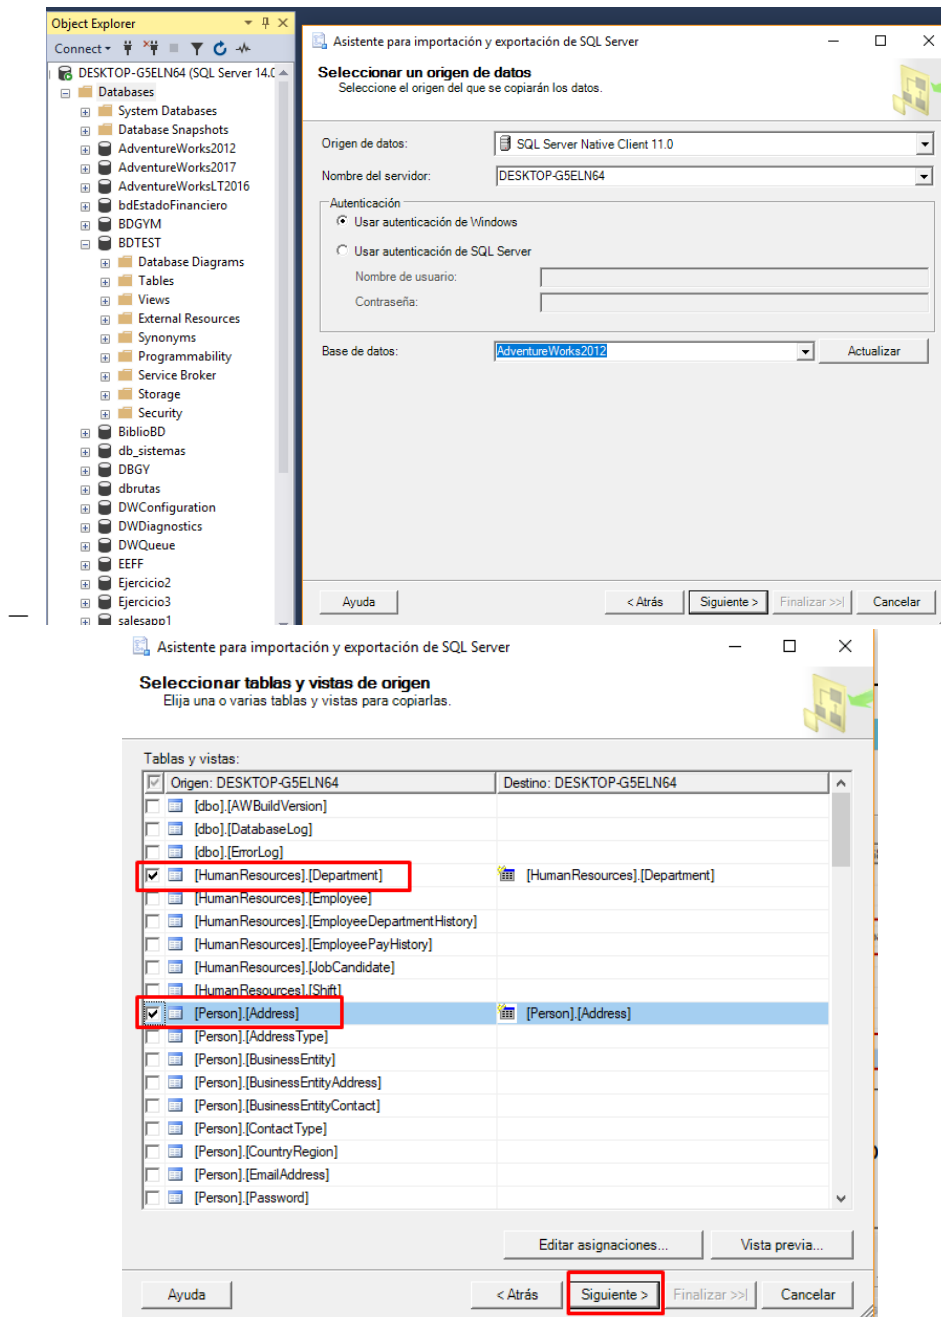 Object Explorer
Connect
DESKTOP-G5ELN64 (SQL Server 14.0
Databases
System Databases
Database Snapshots
AdventureWorks2012
AdventureWorks2017
AdventureWorksLT2016
bdEstadoFinanciero
BDGYM
BDTEST
Database Diagrams
Tables
Views
External Resources
Synonyms
Programmability
Service Broker
Storage
Security
BiblioBD
db_sistemas
DBGY
dbrutas
DWConfiguration
DWDiagnostics
DWQueue
EEFF
Ejercicio2
Ejercicio3
salesapp1
Asistente para importación y exportación de SQL Server
Seleccionar un origen de datos
Seleccione el origen del que se copiarán los datos.
Origen de datos: SQL Server Native Client 11.0
Nombre del servidor: DESKTOP-G5ELN64
Autenticación
Usar autenticación de Windows
Usar autenticación de SQL Server
Nombre de usuario:
Contraseña:
Base de datos: AdventureWorks2012 Actualizar
Ayuda < Atrás Siguiente > Finalizar >>| Cancelar
Asistente para importación y exportación de SQL Server
Seleccionar tablas y vistas de origen
Elija una o varias tablas y vistas para copiarlas.
Tablas y vistas:
Origen: DESKTOP-G5ELN64 Destino: DESKTOP-G5ELN64
[dbo].[AWBuildVersion]
[dbo].[DatabaseLog]
[dbo].[ErrorLog]
[HumanResources].[Department] [HumanResources].[Department]
[HumanResources].[Employee]
[HumanResources].[EmployeeDepartmentHistory]
[HumanResources].[EmployeePayHistory]
[HumanResources].[JobCandidate]
[HumanResources].[Shift]
[Person].[Address] [Person].[Address]
[Person].[AddressType]
[Person].[BusinessEntity]
[Person].[BusinessEntityAddress]
[Person].[BusinessEntityContact]
[Person].[ContactType]
[Person].[CountryRegion]
[Person].[EmailAddress]
[Person].[Password]
Editar asignaciones... Vista previa...
Ayuda < Atrás Siguiente > Finalizar >>| Cancelar